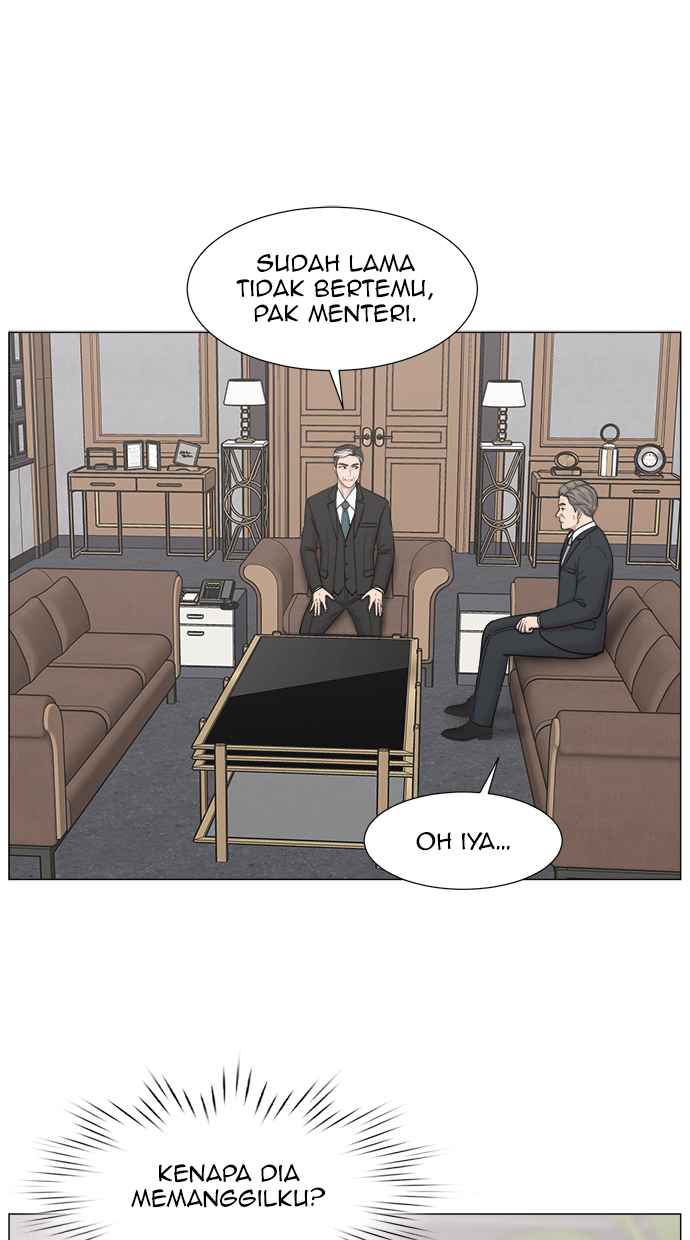 SUDAH LAMA
TIDAK BERTEMU,
PAK MENTERI.
OH IYA...
KENAPA DIA
MEMANGGILKU?